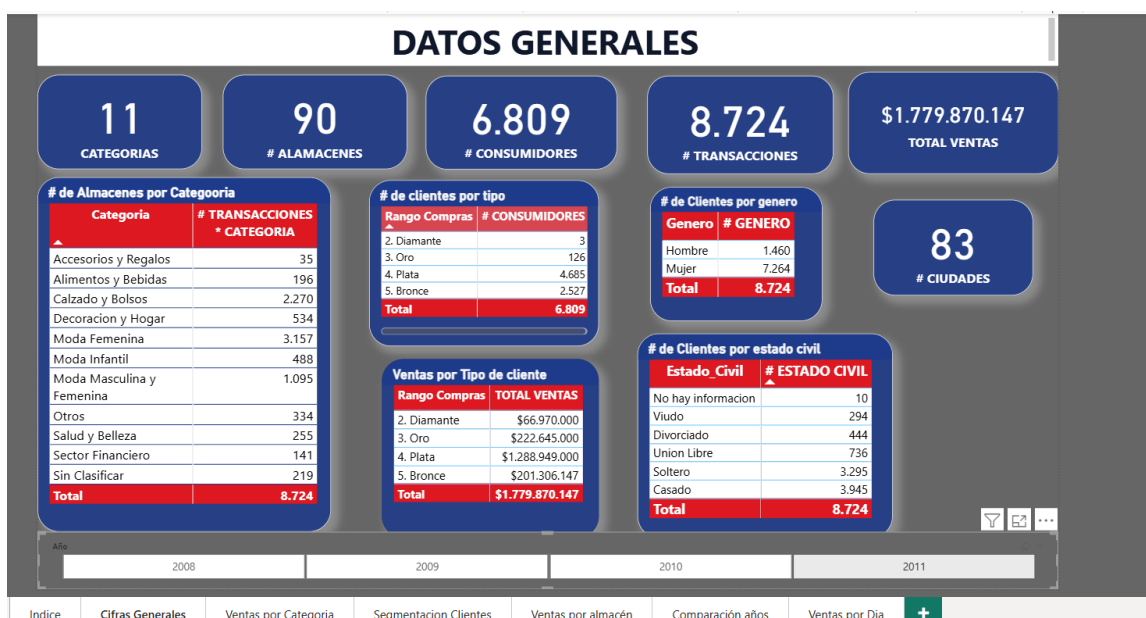 DATOS GENERALES
11
CATEGORIAS
90
# ALAMACENES
6.809
# CONSUMIDORES
8.724
# TRANSACCIONES
$1.779.870.147
TOTAL VENTAS
# de Almacenes por Categooria
Categoria # TRANSACCIONES
* CATEGORIA
Accesorios y Regalos 35
Alimentos y Bebidas 196
Calzado y Bolsos 2.270
Decoracion y Hogar 534
Moda Femenina 3.157
Moda Infantil 488
Moda Masculina y 1.095
Femenina
Otros 334
Salud y Belleza 255
Sector Financiero 141
Sin Clasificar 219
Total 8.724
# de clientes por tipo
Rango Compras # CONSUMIDORES
2. Diamante 3
3. Oro 126
4. Plata 4.685
5. Bronce 2.527
Total 6.809
Ventas por Tipo de cliente
Rango Compras TOTAL VENTAS
2. Diamante $66.970.000
3. Oro $222.645.000
4. Plata $1.288.949.000
5. Bronce $201.306.147
Total $1.779.870.147
# de Clientes por genero
Genero # GENERO
Hombre 1.460
Mujer 7.264
Total 8.724
83
# CIUDADES
# de Clientes por estado civil
Estado_Civil # ESTADO CIVIL
No hay informacion 10
Viudo 294
Divorciado 444
Union Libre 736
Soltero 3.295
Casado 3.945
Total 8.724
Año
2008 2009 2010 2011
Indice Cifras Generales Ventas por Categoria Segmentacion Clientes Ventas por almacén Comparación años Ventas por Dia +